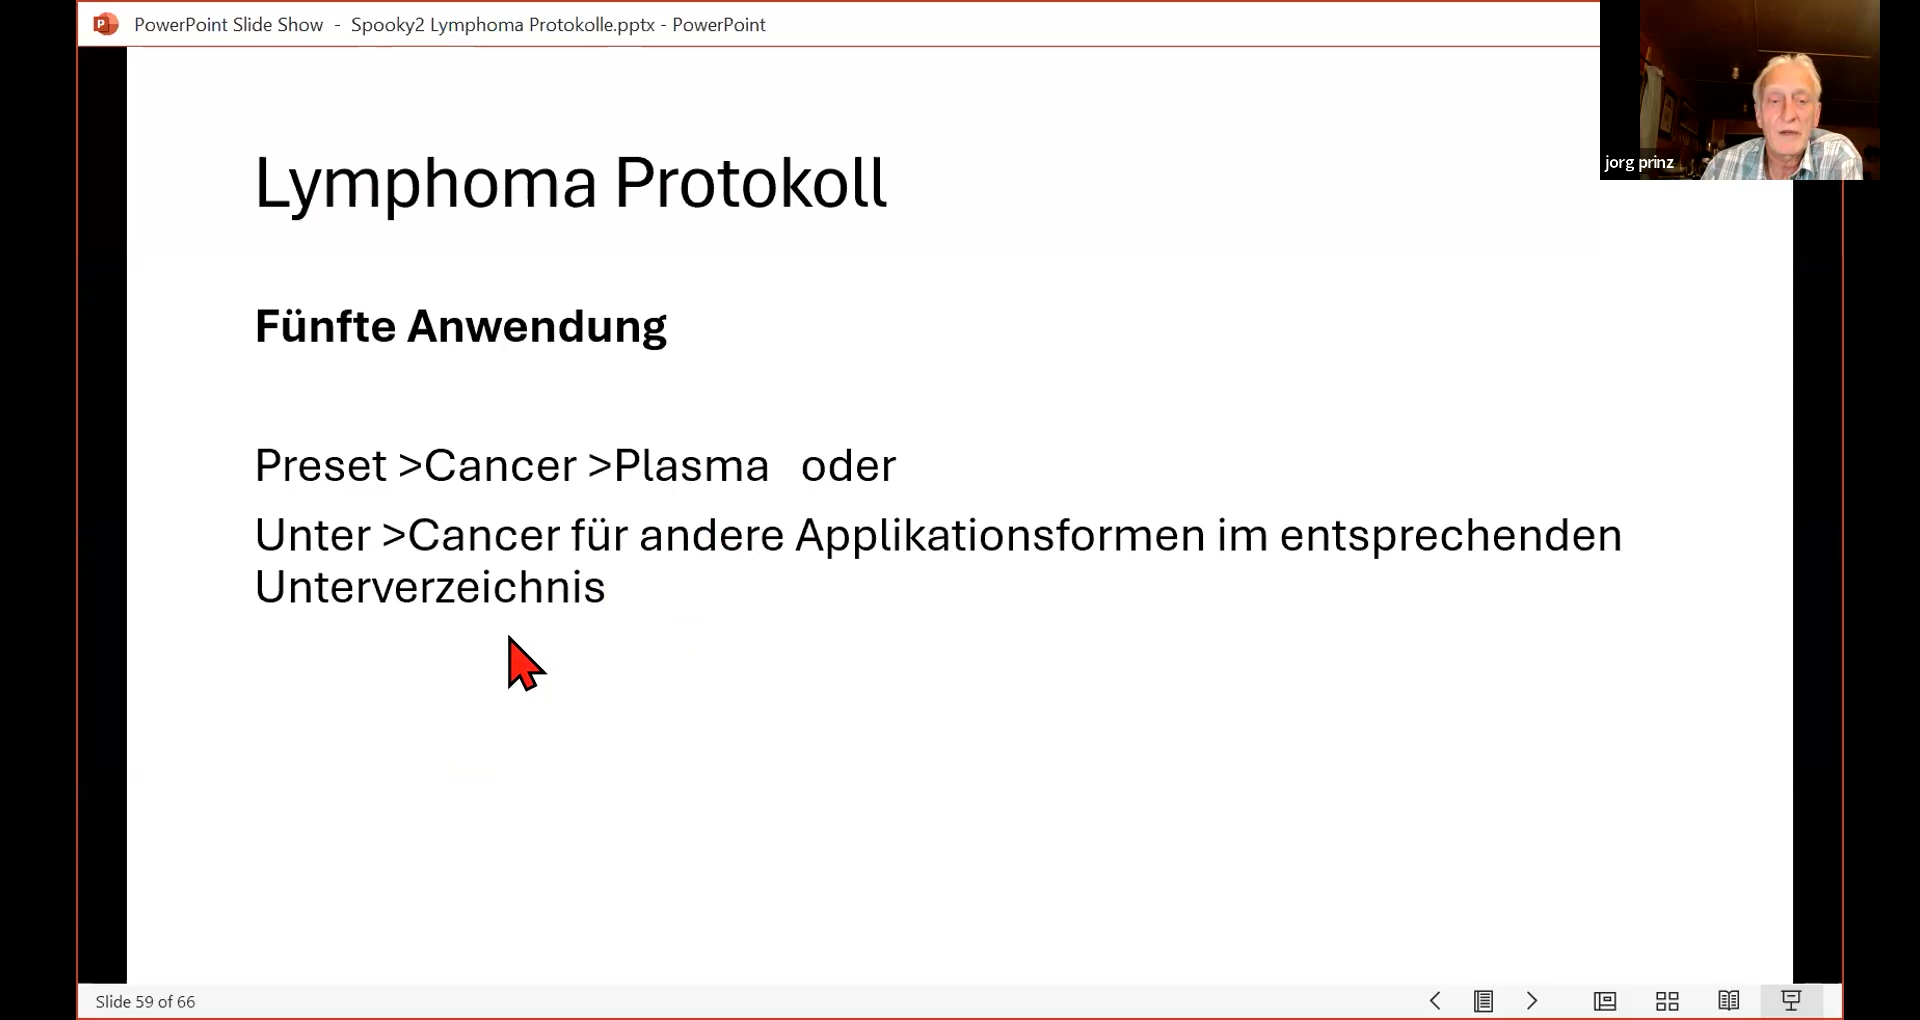 PowerPoint Slide Show - Spooky2 Lymphoma Protokolle.pptx - PowerPoint
jorg prinz
Lymphoma Protokoll
Fünfte Anwendung
Preset >Cancer >Plasma oder
Unter >Cancer für andere Applikationsformen im entsprechenden
Unterverzeichnis
Slide 59 of 66